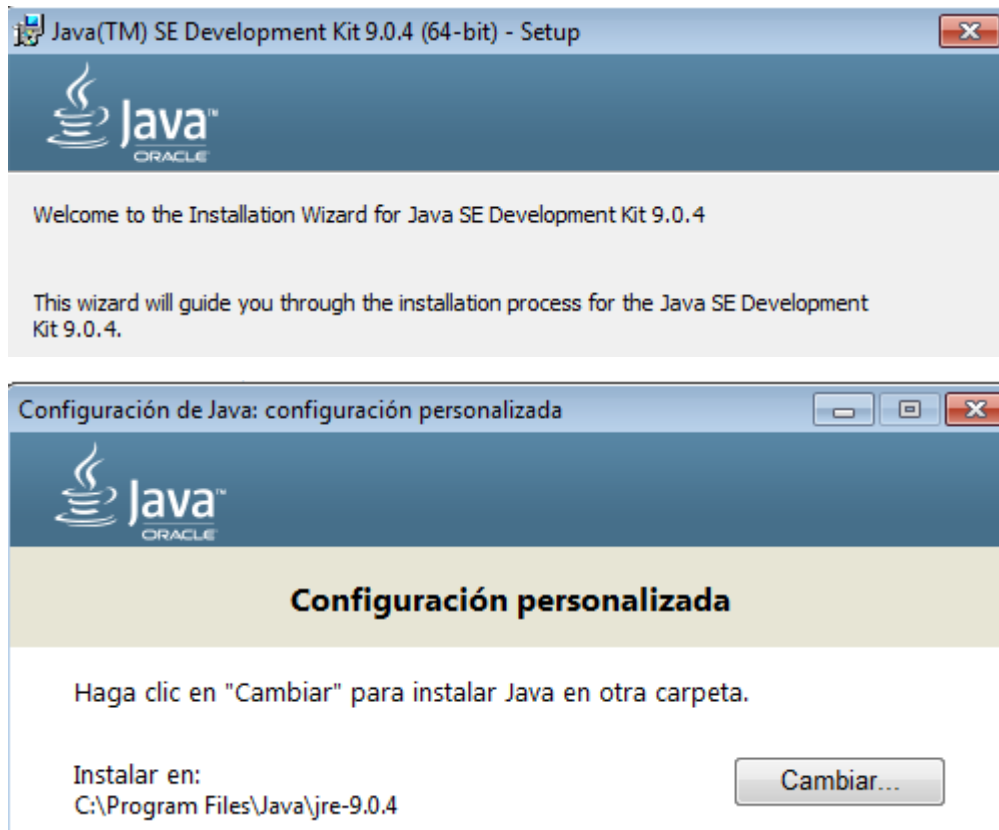 Java(TM) SE Development Kit 9.0.4 (64-bit) - Setup
Java™
ORACLE
Welcome to the Installation Wizard for Java SE Development Kit 9.0.4
This wizard will guide you through the installation process for the Java SE Development
Kit 9.0.4.
Configuración de Java: configuración personalizada
Java™
ORACLE
Configuración personalizada
Haga clic en "Cambiar" para instalar Java en otra carpeta.
Instalar en:
Cambiar...
C:\Program Files\Java\jre-9.0.4